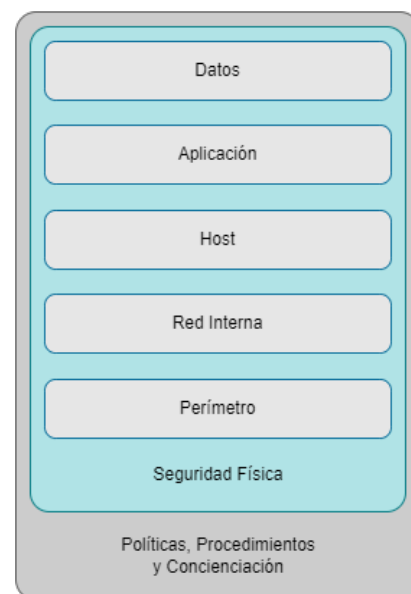 Datos
Aplicación
Host
Red Interna
Perímetro
Seguridad Física
Políticas, Procedimientos
y Concienciación